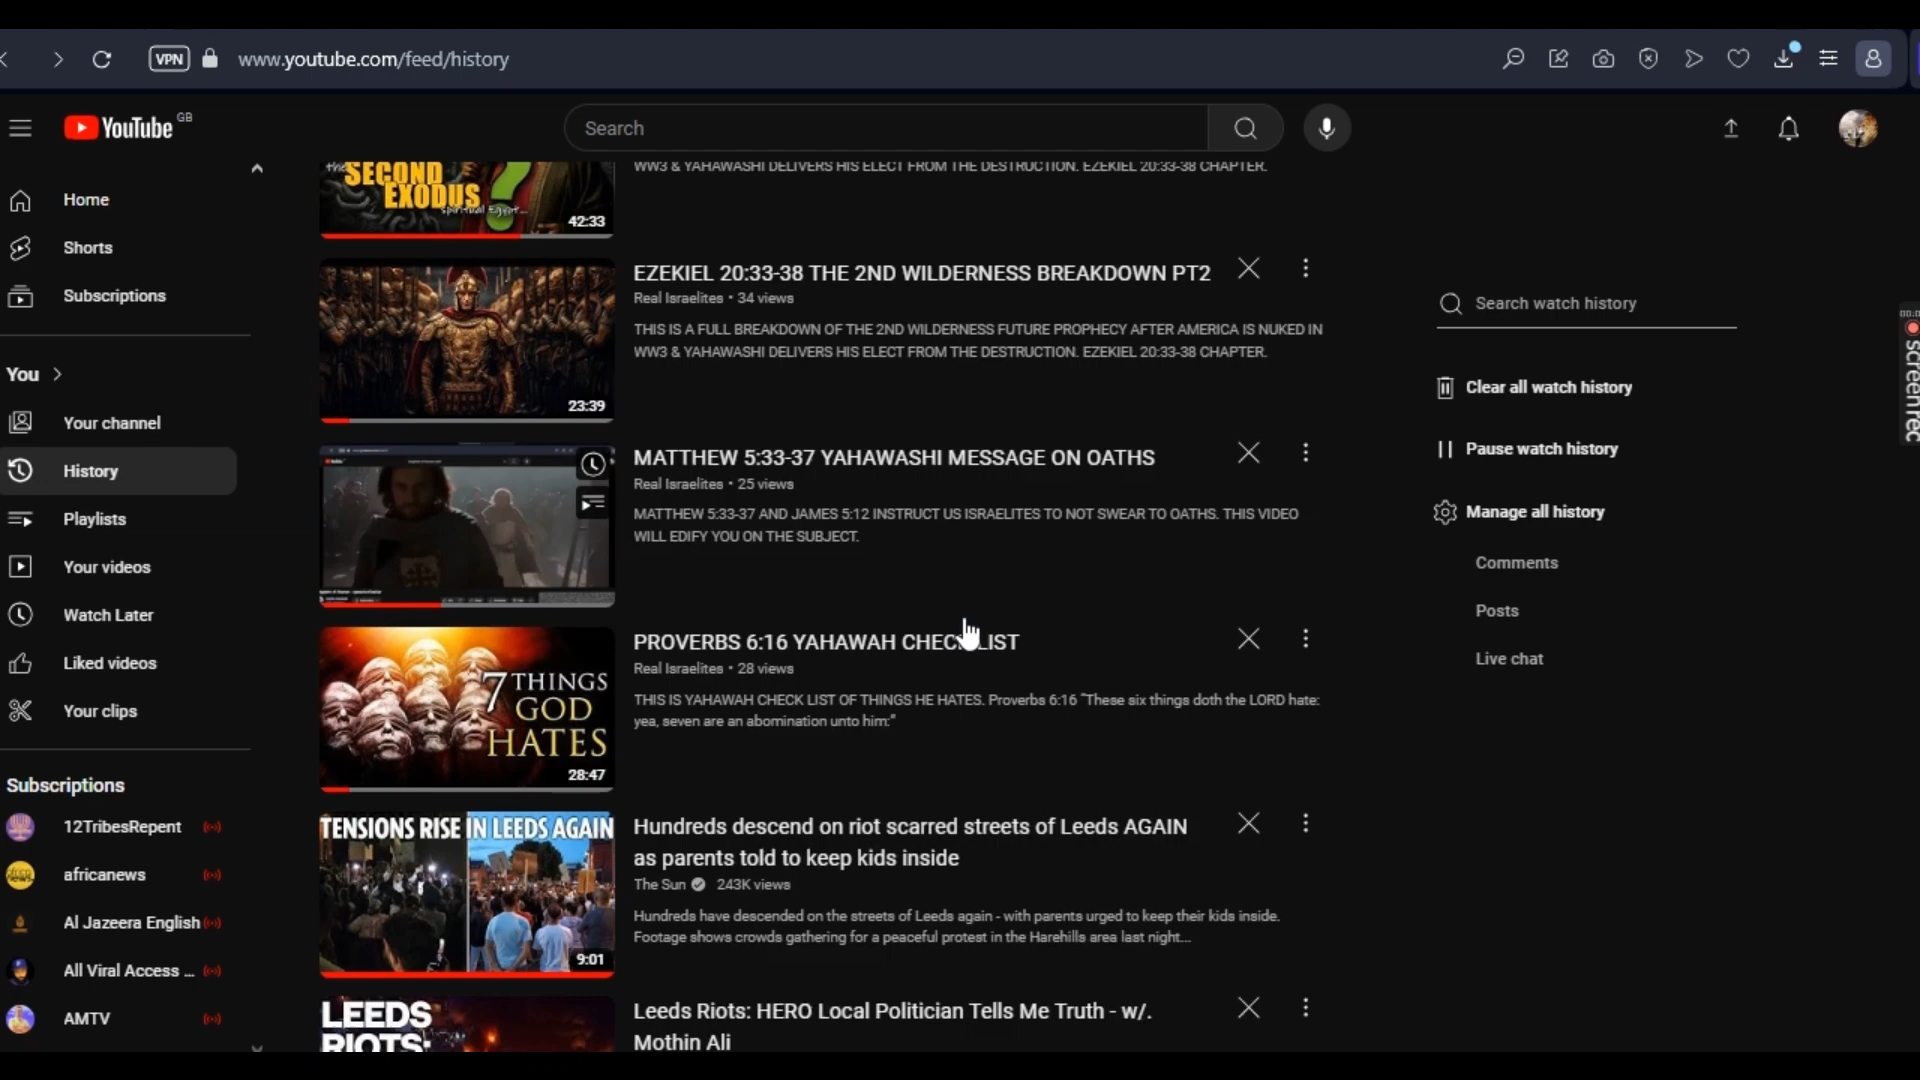 VPN www.youtube.com/feed/history
YouTube GB
Search
Home
Shorts
Subscriptions
You
Your channel
History
Playlists
Your videos
Watch Later
Liked videos
Your clips
Subscriptions
12TribesRepent
africanews
Al Jazeera English
All Viral Access ...
AMTV
the
SECOND
EXODUS
spiritual Egypt...
42:33
WW3 & YAHAWASHI DELIVERS HIS ELECT FROM THE DESTRUCTION. EZEKIEL 20:33-38 CHAPTER.
23:39
EZEKIEL 20:33-38 THE 2ND WILDERNESS BREAKDOWN PT2
Real Israelites • 34 views
THIS IS A FULL BREAKDOWN OF THE 2ND WILDERNESS FUTURE PROPHECY AFTER AMERICA IS NUKED IN
WW3 & YAHAWASHI DELIVERS HIS ELECT FROM THE DESTRUCTION. EZEKIEL 20:33-38 CHAPTER.
MATTHEW 5:33-37 YAHAWASHI MESSAGE ON OATHS
Real Israelites • 25 views
MATTHEW 5:33-37 AND JAMES 5:12 INSTRUCT US ISRAELITES TO NOT SWEAR TO OATHS. THIS VIDEO
WILL EDIFY YOU ON THE SUBJECT.
7 THINGS
GOD
HATES
28:47
PROVERBS 6:16 YAHAWAH CHECK LIST
Real Israelites • 28 views
THIS IS YAHAWAH CHECK LIST OF THINGS HE HATES. Proverbs 6:16 "These six things doth the LORD hate:
yea, seven are an abomination unto him:"
TENSIONS RISE IN LEEDS AGAIN
9:01
Hundreds descend on riot scarred streets of Leeds AGAIN
as parents told to keep kids inside
The Sun 243K views
Hundreds have descended on the streets of Leeds again - with parents urged to keep their kids inside.
Footage shows crowds gathering for a peaceful protest in the Harehills area last night...
LEEDS
RIOTS:
Leeds Riots: HERO Local Politician Tells Me Truth - w/.
Mothin Ali
Search watch history
Clear all watch history
Pause watch history
Manage all history
Comments
Posts
Live chat
screen rec